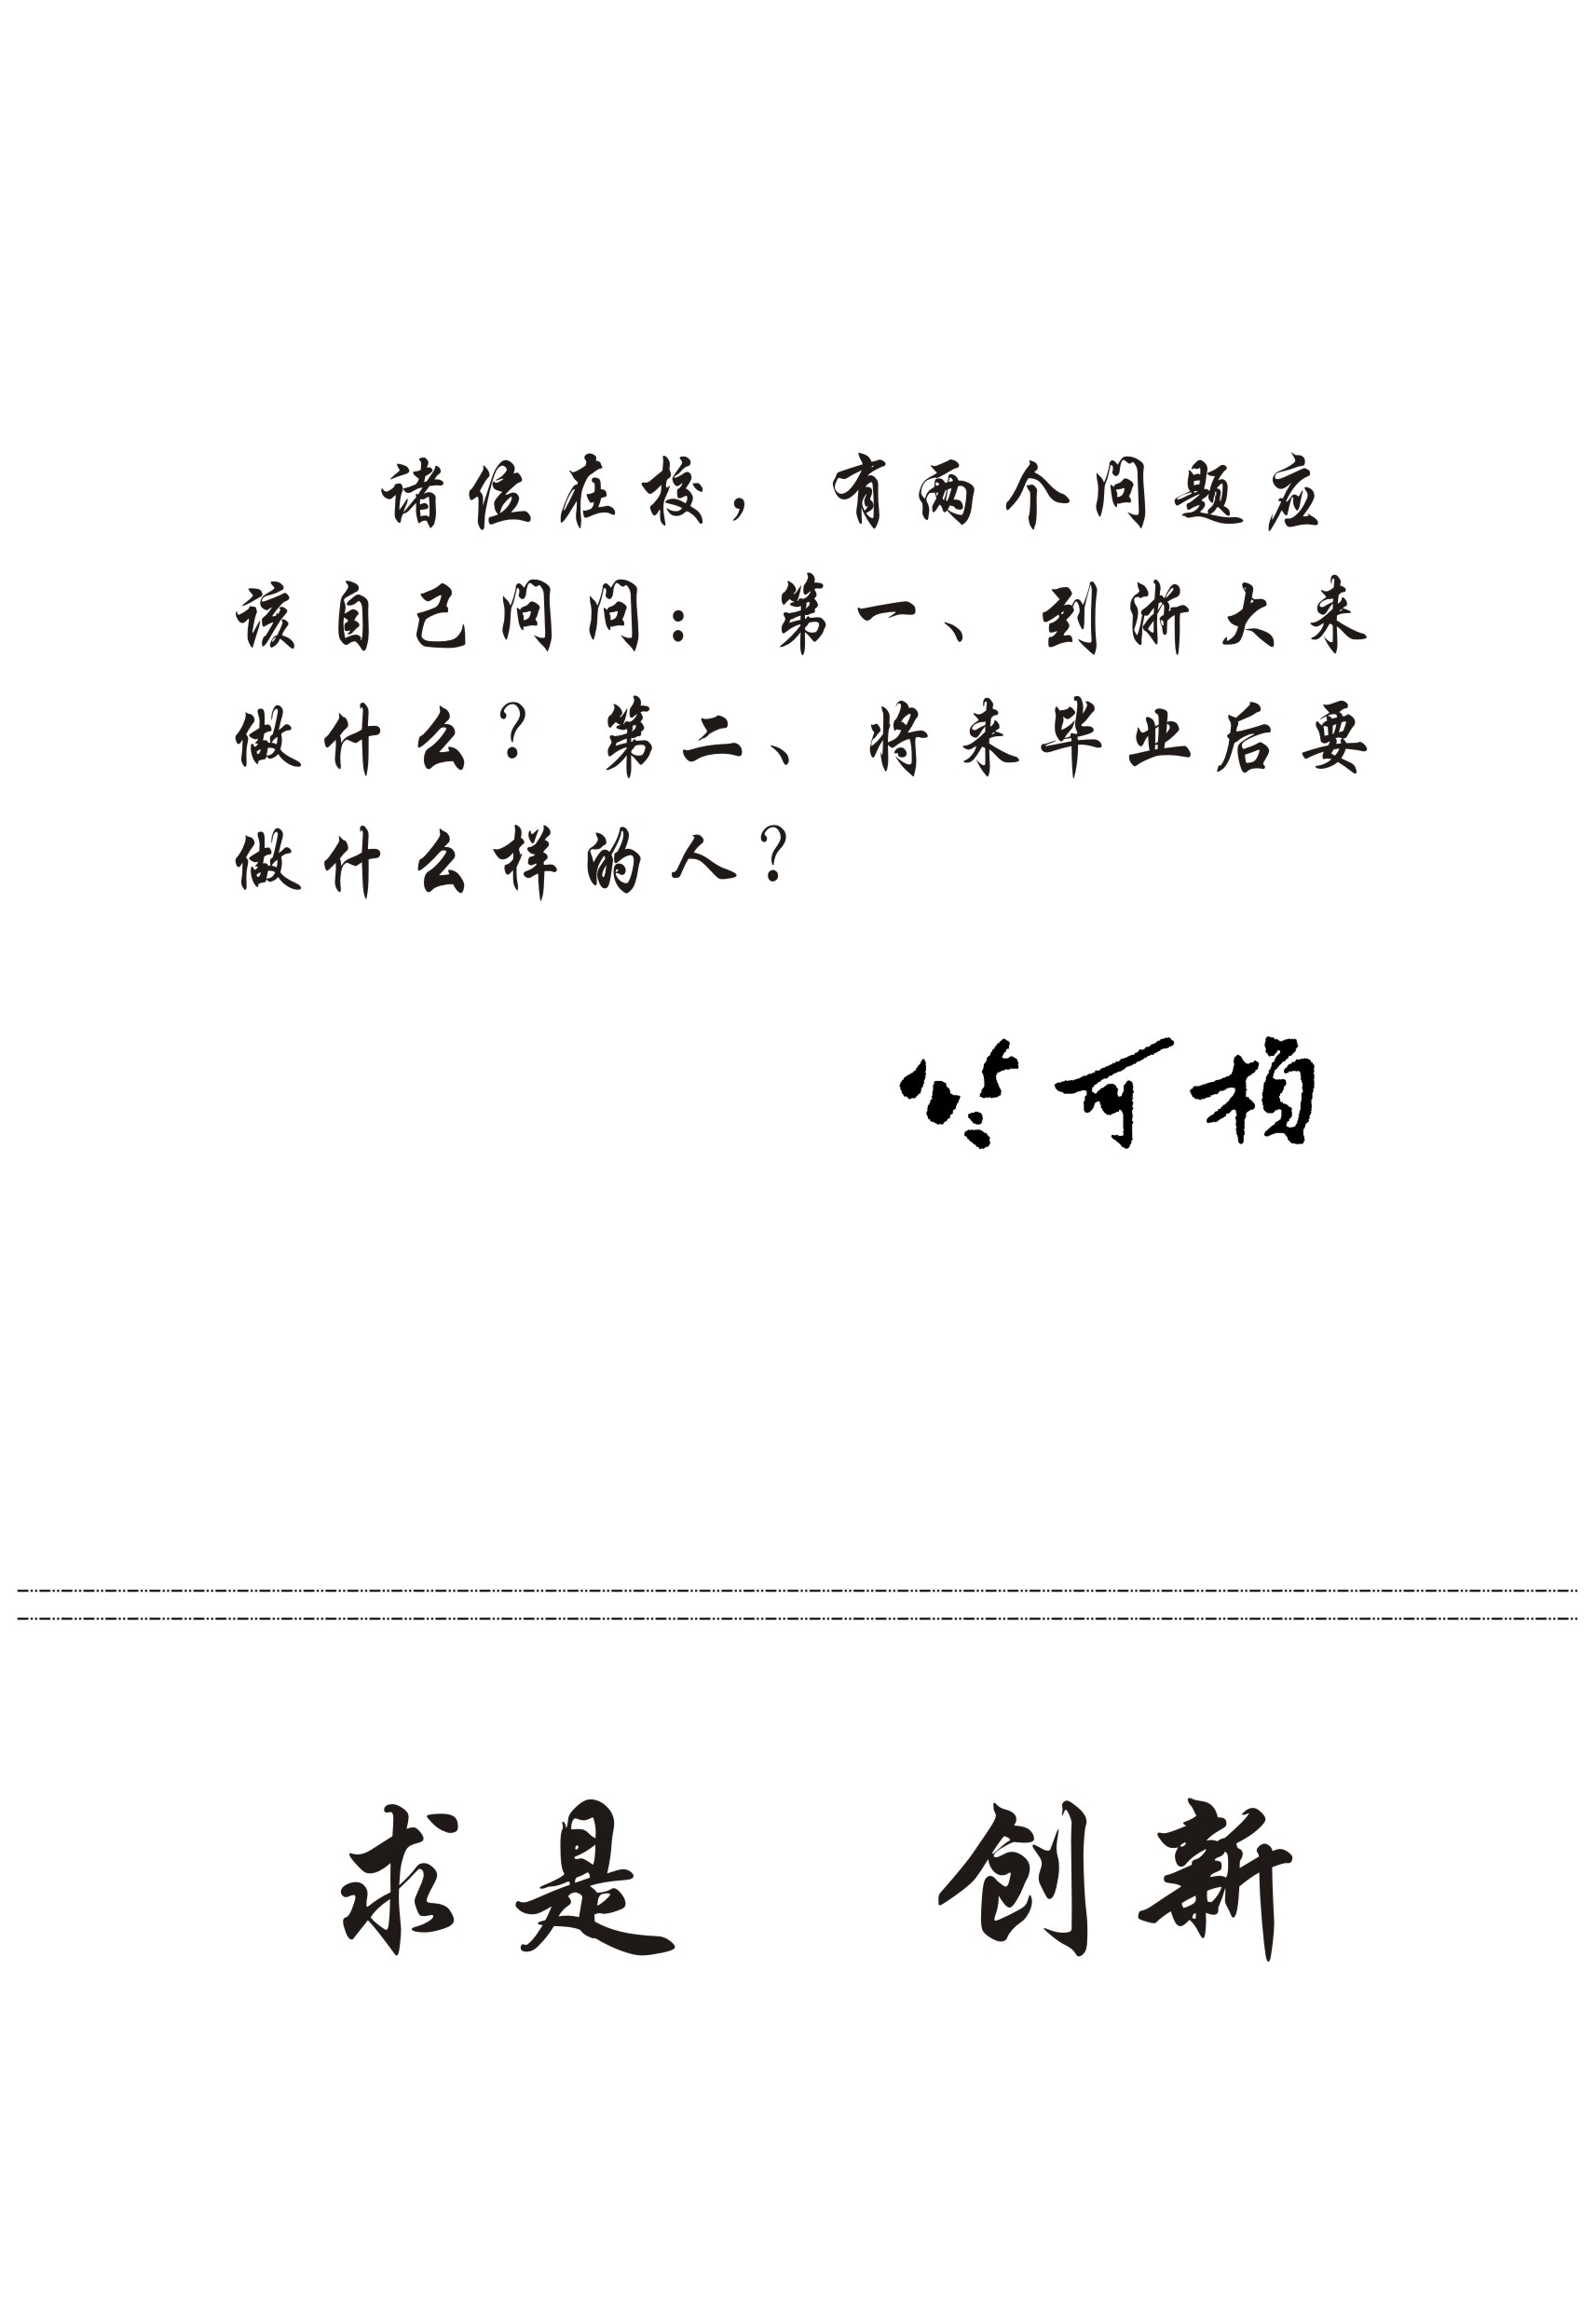 诸位在校，有两个问题应
该自己问问：第一、到浙大来
做什么？第二、将来毕业后要
做什么样的人？
竺可桢
求是 创新